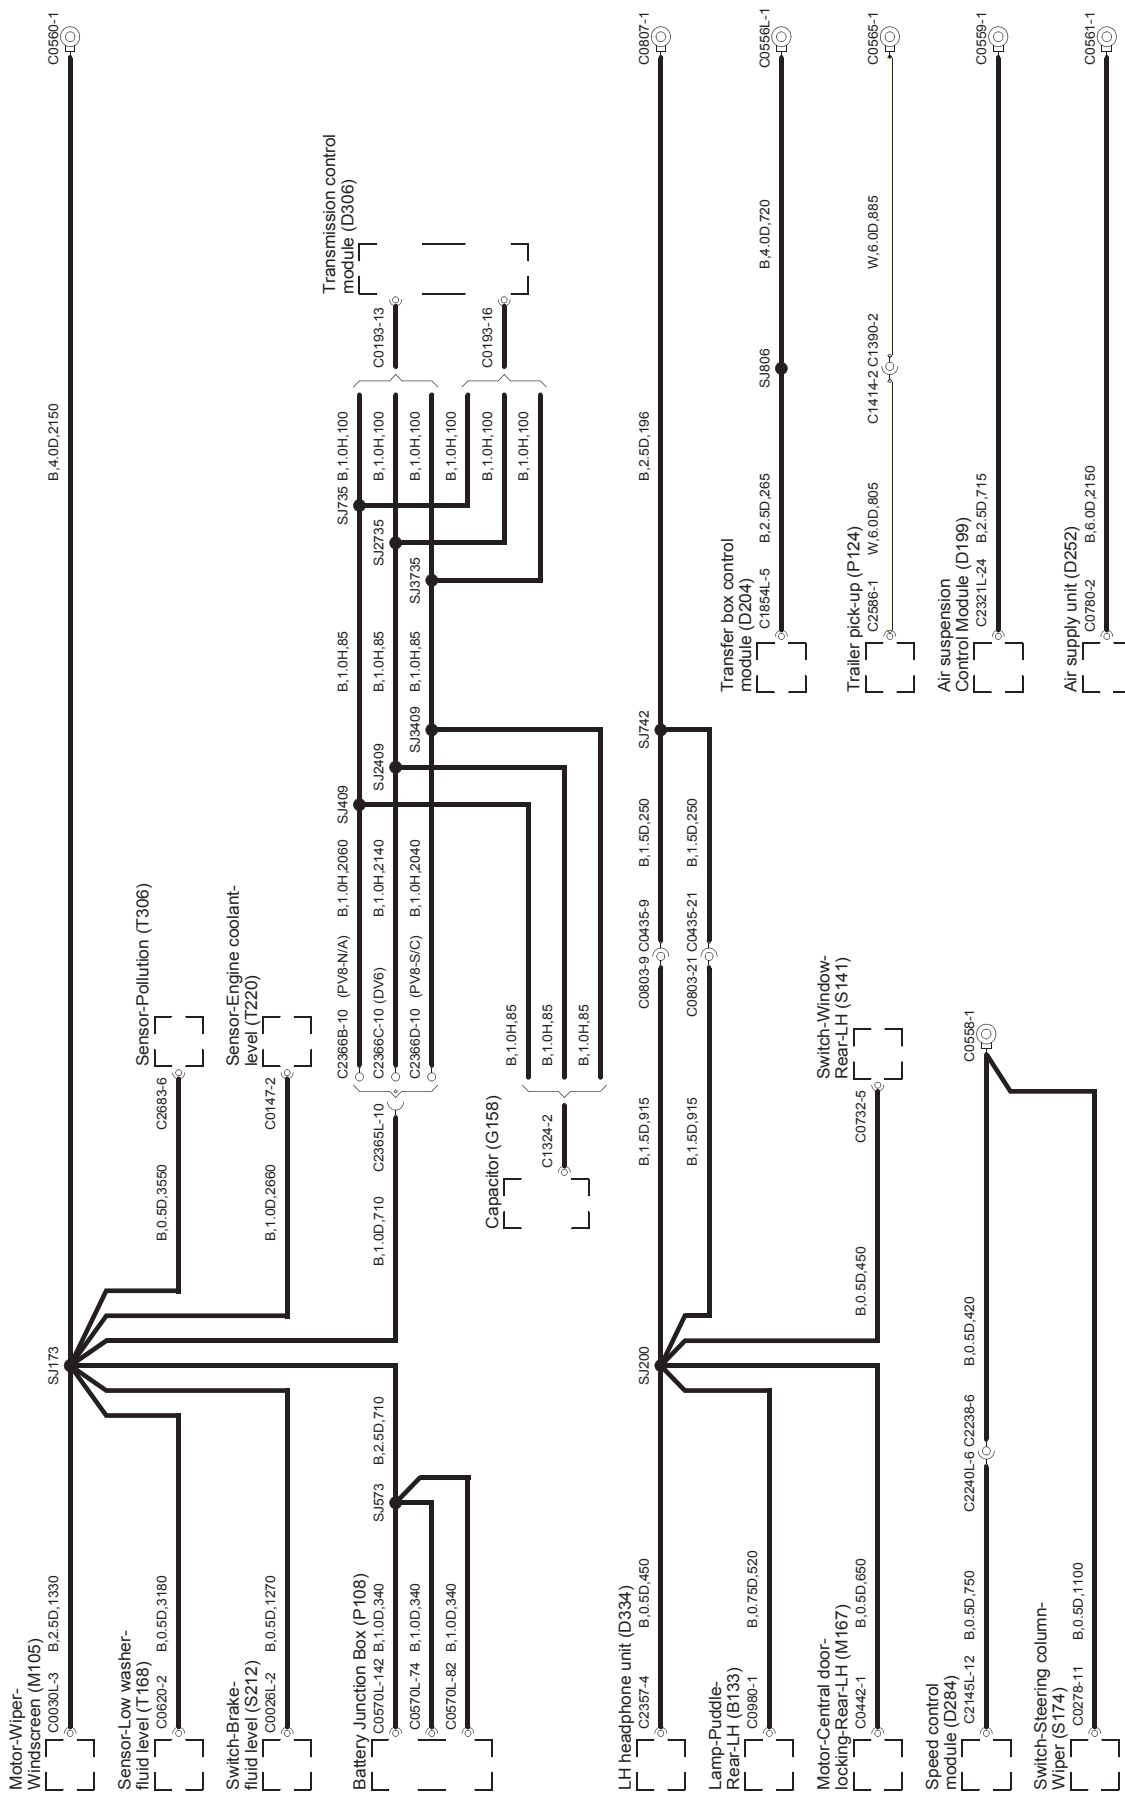 Motor-Wiper-
Windscreen (M105)
C0030L-3 B,2.5D,1330
SJ173
B,4.0D,2150
C0560-1
Sensor-Low washer-
fluid level (T168)
C0620-2 B,0.5D,3180
B,0.5D,3550
C2683-6
Sensor-Pollution (T306)
Switch-Brake-
fluid level (S212)
C0026L-2 B,0.5D,1270
B,1.0D,2660
C0147-2
Sensor-Engine coolant-
level (T220)
Battery Junction Box (P108)
C0570L-142 B,1.0D,340
C0570L-74 B,1.0D,340
C0570L-82 B,1.0D,340
SJ573
B,2.5D,710
B,1.0D,710
C2365L-10
C2366B-10 (PV8-N/A) B,1.0H,2060
SJ409
B,1.0H,85
SJ735 B,1.0H,100
C2366C-10 (DV6) B,1.0H,2140
SJ2409
B,1.0H,85
SJ2735
B,1.0H,100
C2366D-10 (PV8-S/C) B,1.0H,2040
SJ3409
B,1.0H,85
SJ3735
B,1.0H,100
B,1.0H,100
B,1.0H,100
B,1.0H,100
C0193-13
C0193-16
Transmission control
module (D306)
Capacitor (G158)
C1324-2
B,1.0H,85
B,1.0H,85
B,1.0H,85
LH headphone unit (D334)
C2357-4 B,0.5D,450
SJ200
B,1.5D,915
C0803-9 C0435-9
B,1.5D,250
SJ742
B,2.5D,196
C0807-1
B,1.5D,915
C0803-21 C0435-21
B,1.5D,250
Lamp-Puddle-
Rear-LH (B133)
C0980-1 B,0.75D,520
Motor-Central door-
locking-Rear-LH (M167)
C0442-1 B,0.5D,650
B,0.5D,450
C0732-5
Switch-Window-
Rear-LH (S141)
Speed control
module (D284)
C2145L-12 B,0.5D,750
C2240L-6 C2238-6
B,0.5D,420
C0558-1
Switch-Steering column-
Wiper (S174)
C0278-11 B,0.5D,1100
Transfer box control
module (D204)
C1854L-5 B,2.5D,265
SJ806
B,4.0D,720
C0556L-1
Trailer pick-up (P124)
C2586-1 W,6.0D,805
C1414-2 C1390-2
W,6.0D,885
C0565-1
Air suspension
Control Module (D199)
C2321L-24 B,2.5D,715
C0559-1
Air supply unit (D252)
C0780-2 B,6.0D,2150
C0561-1